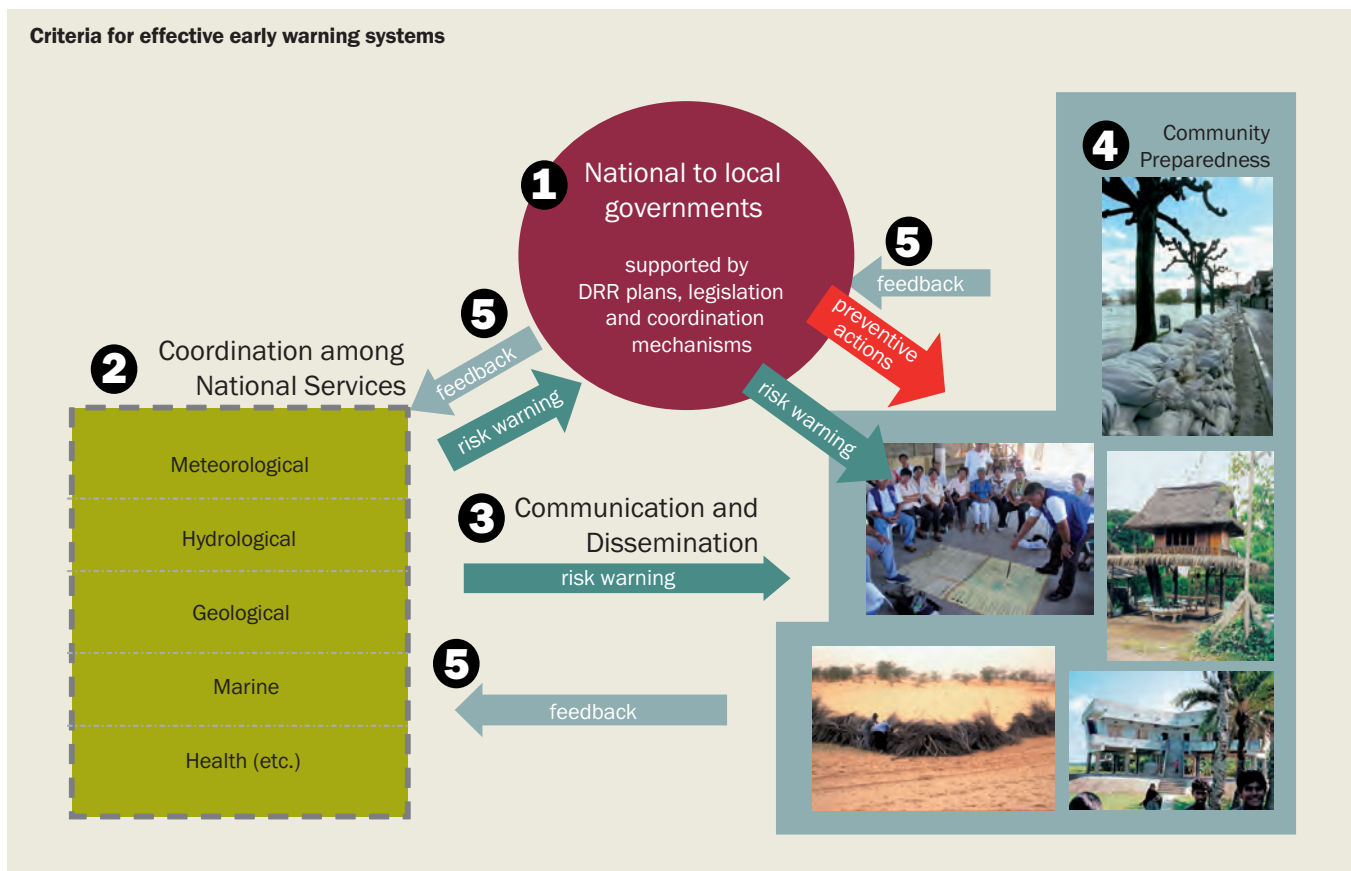 Criteria for effective early warning systems
1
National to local
governments
supported by
DRR plans, legislation
and coordination
mechanisms
4
Community
Preparedness
5
feedback
preventive
actions
risk warning
5
feedback
risk warning
2
Coordination among
National Services
Meteorological
Hydrological
Geological
Marine
Health (etc.)
3
Communication and
Dissemination
risk warning
5
feedback